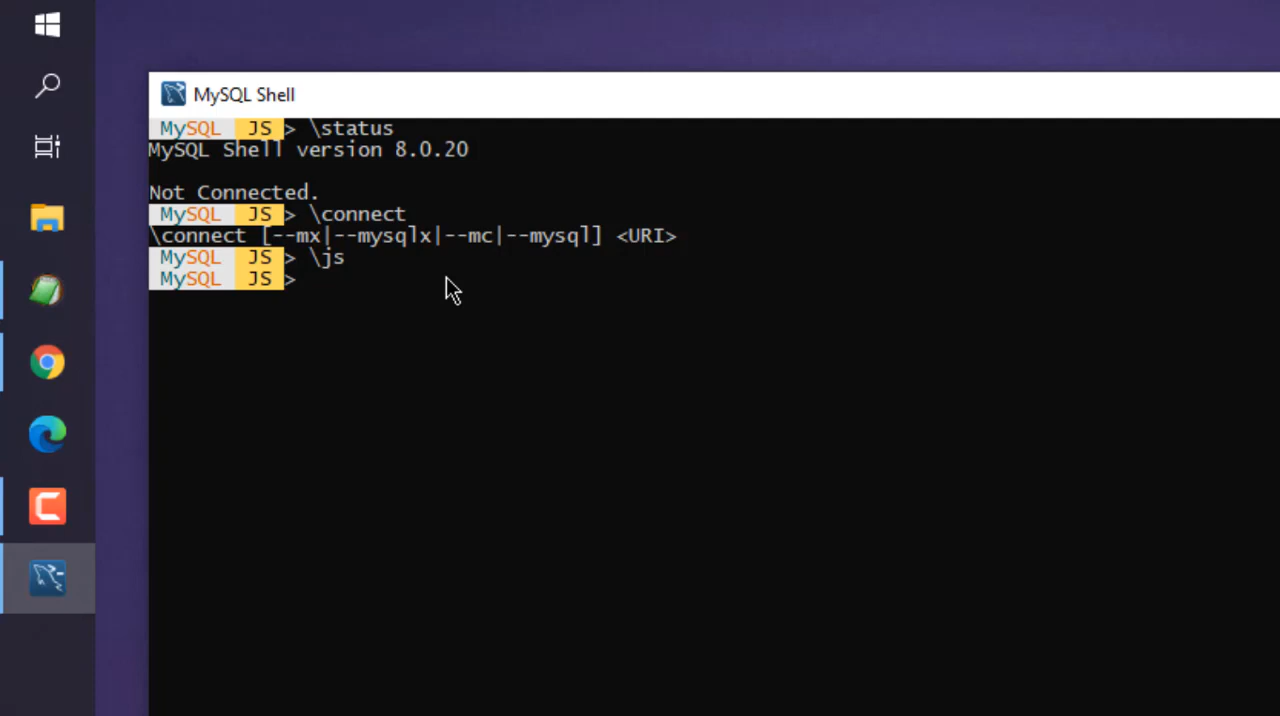 MySQL Shell
MySQL JS > \status
MySQL Shell version 8.0.20
Not Connected.
MySQL JS > \connect
\connect [--mx|--mysqlx|--mc|--mysql] <URI>
MySQL JS > \js
MySQL JS >